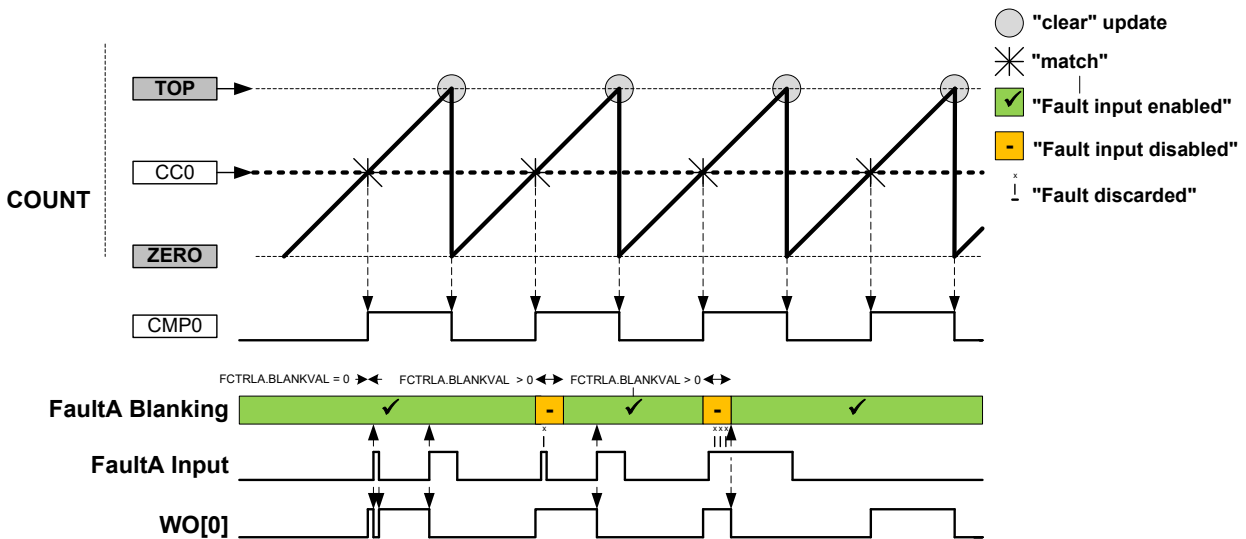 "clear" update
"match"
TOP
"Fault input enabled"
"Fault input disabled"
-
CC0
x
"Fault discarded"
COUNT
ZERO
CMP0
FCTRLA.BLANKVAL = 0
FCTRLA.BLANKVAL > 0
FCTRLA.BLANKVAL > 0
FaultA Blanking
- -
x xxx
FaultA Input
WO[0]